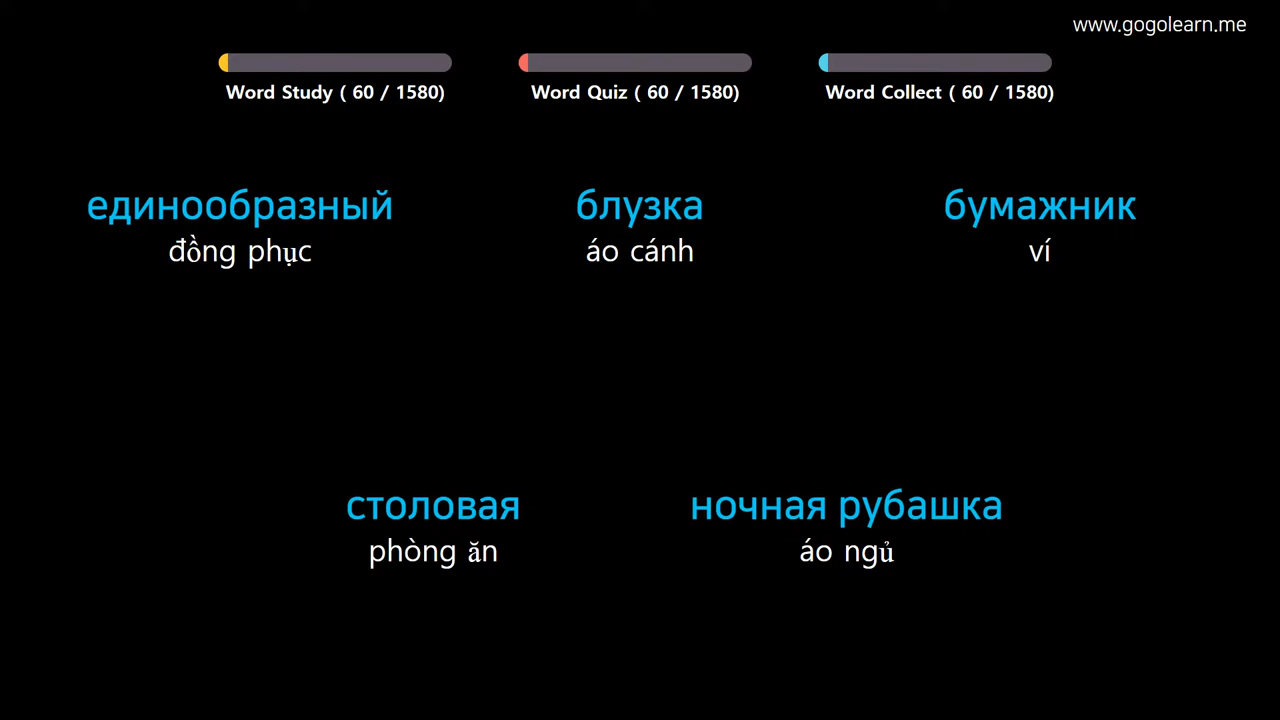 www.gogolearn.me
Word Study ( 60 / 1580)
Word Quiz ( 60 / 1580)
Word Collect ( 60 / 1580)
единообразный
đồng phục
блузка
áo cánh
бумажник
ví
столовая
phòng ăn
ночная рубашка
áo ngủ